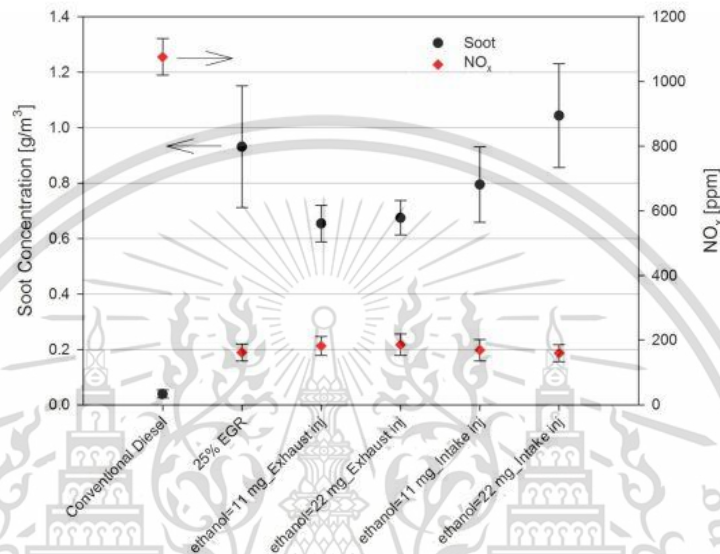 1.4
1.2
1.0
0.8
0.6
0.4
0.2
0.0
Soot Concentration [g/m³]
Soot
NOₓ
1200
1000
800
600
400
200
0
NOₓ [ppm]
Conventional Diesel
25% EGR
ethanol=11 mg_Exhaust inj
ethanol=22 mg_Exhaust inj
ethanol=11 mg_Intake inj
ethanol=22 mg_Intake inj